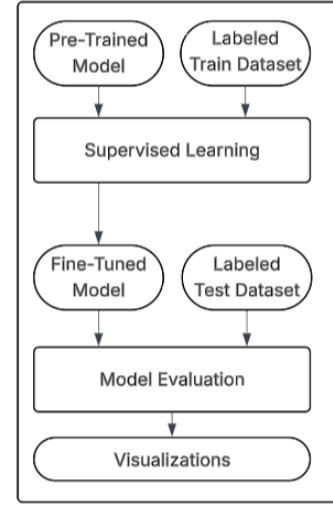 Pre-Trained
Model
Labeled
Train Dataset
Supervised Learning
Fine-Tuned
Model
Labeled
Test Dataset
Model Evaluation
Visualizations